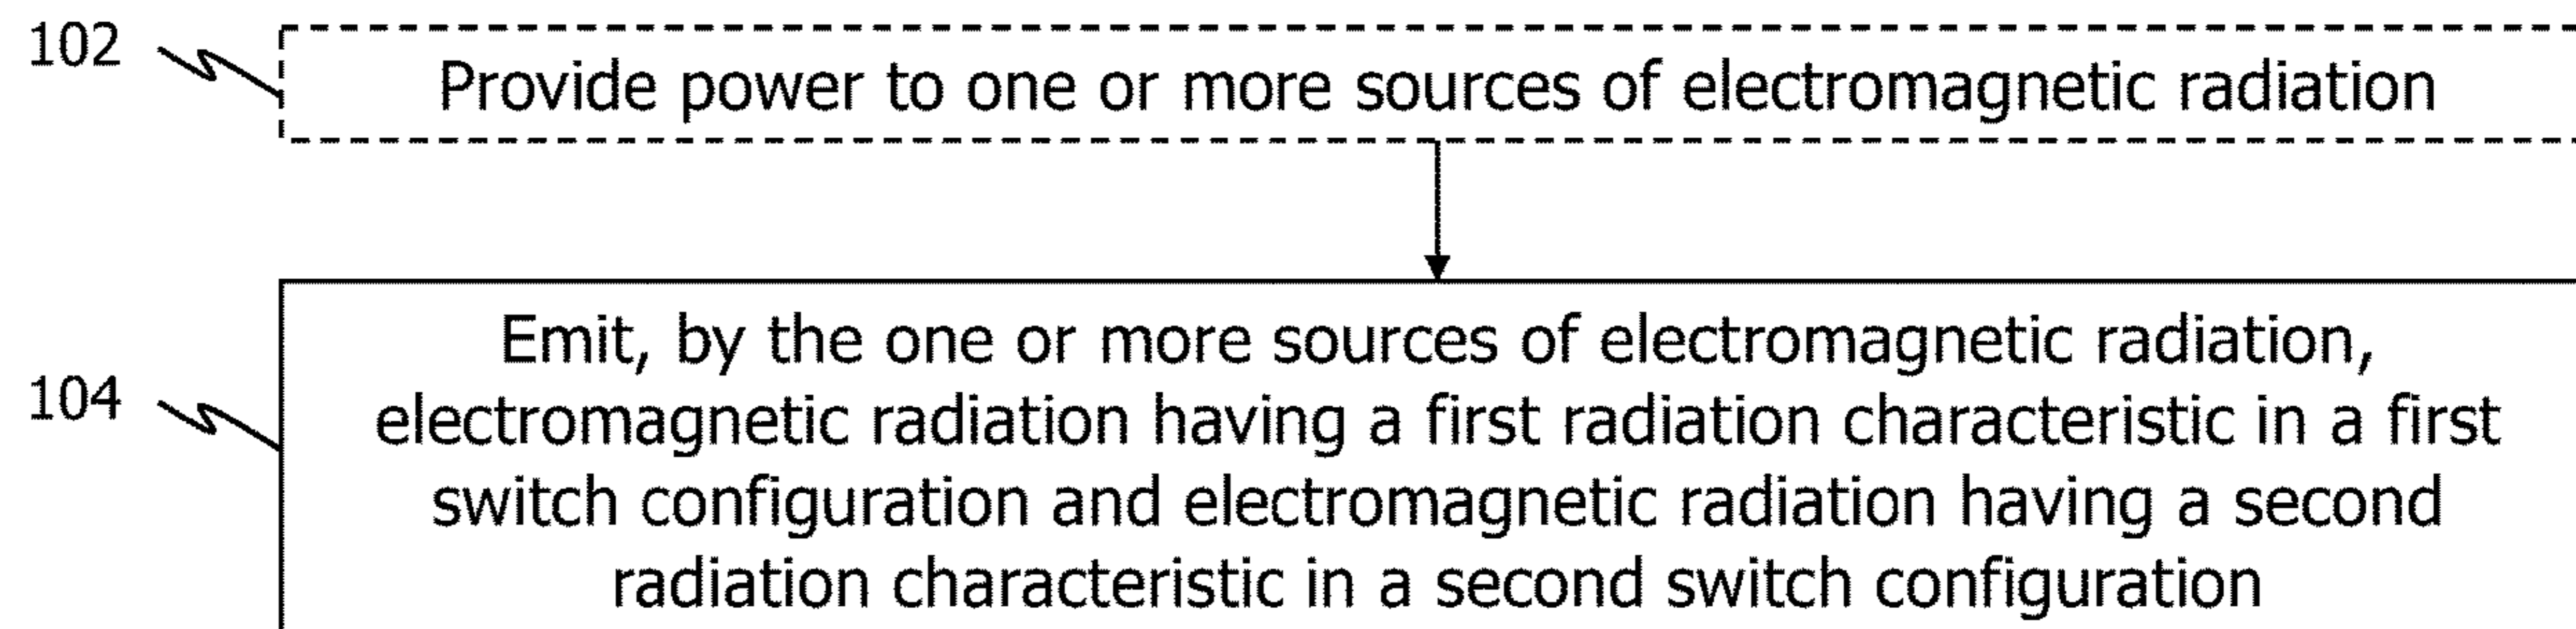 102
Provide power to one or more sources of electromagnetic radiation
Emit, by the one or more sources of electromagnetic radiation,
104
electromagnetic radiation having a first radiation characteristic in a first
switch configuration and electromagnetic radiation having a second
radiation characteristic in a second switch configuration